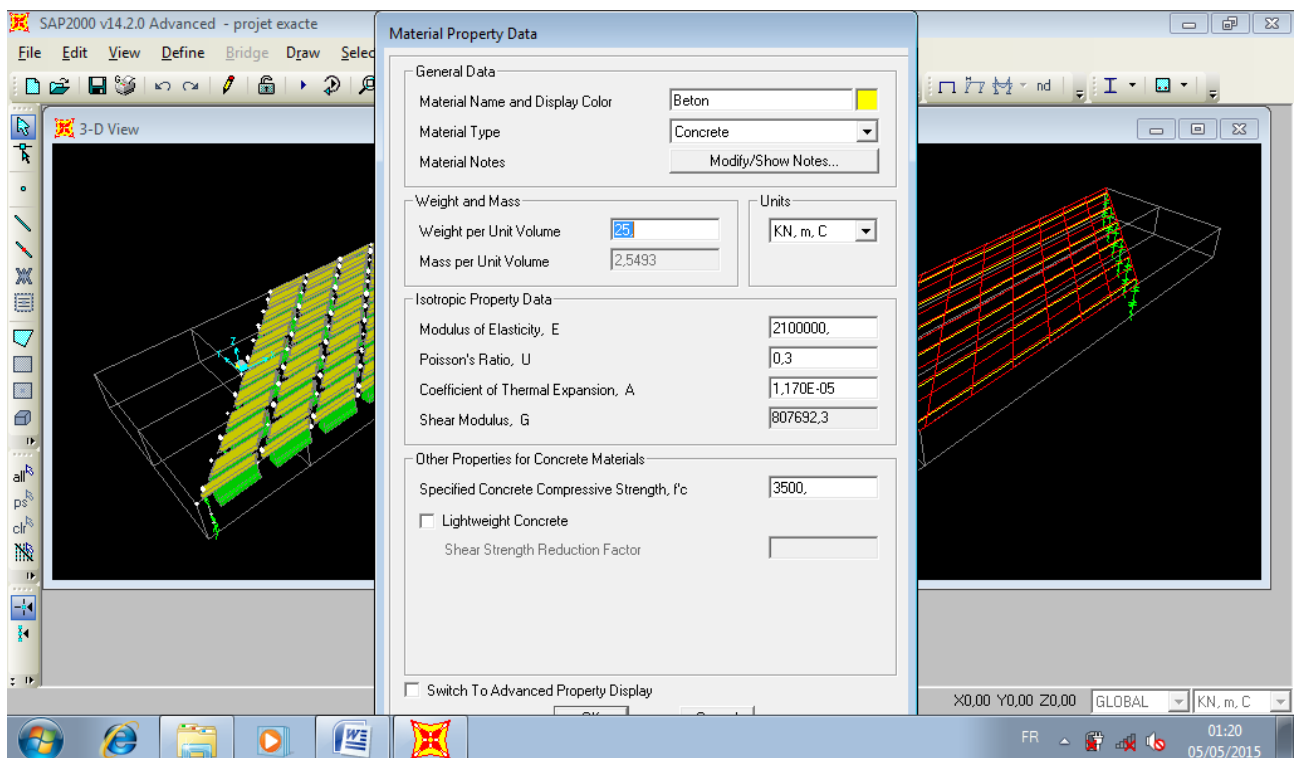 SAP2000 v14.2.0 Advanced - projet exacte
File Edit View Define Bridge Draw Selec
nd
3-D View
Z
all
ps
clr
Material Property Data
General Data
Material Name and Display Color Beton
Material Type Concrete
Material Notes Modify/Show Notes...
Weight and Mass
Units
Weight per Unit Volume 25,
KN, m, C
Mass per Unit Volume 2,5493
Isotropic Property Data
Modulus of Elasticity, E 2100000,
Poisson's Ratio, U 0,3
Coefficient of Thermal Expansion, A 1,170E-05
Shear Modulus, G 807692,3
Other Properties for Concrete Materials
Specified Concrete Compressive Strength, f'c 3500,
Lightweight Concrete
Shear Strength Reduction Factor
Switch To Advanced Property Display
X0,00 Y0,00 Z0,00 GLOBAL KN, m, C
FR
01:20
05/05/2015